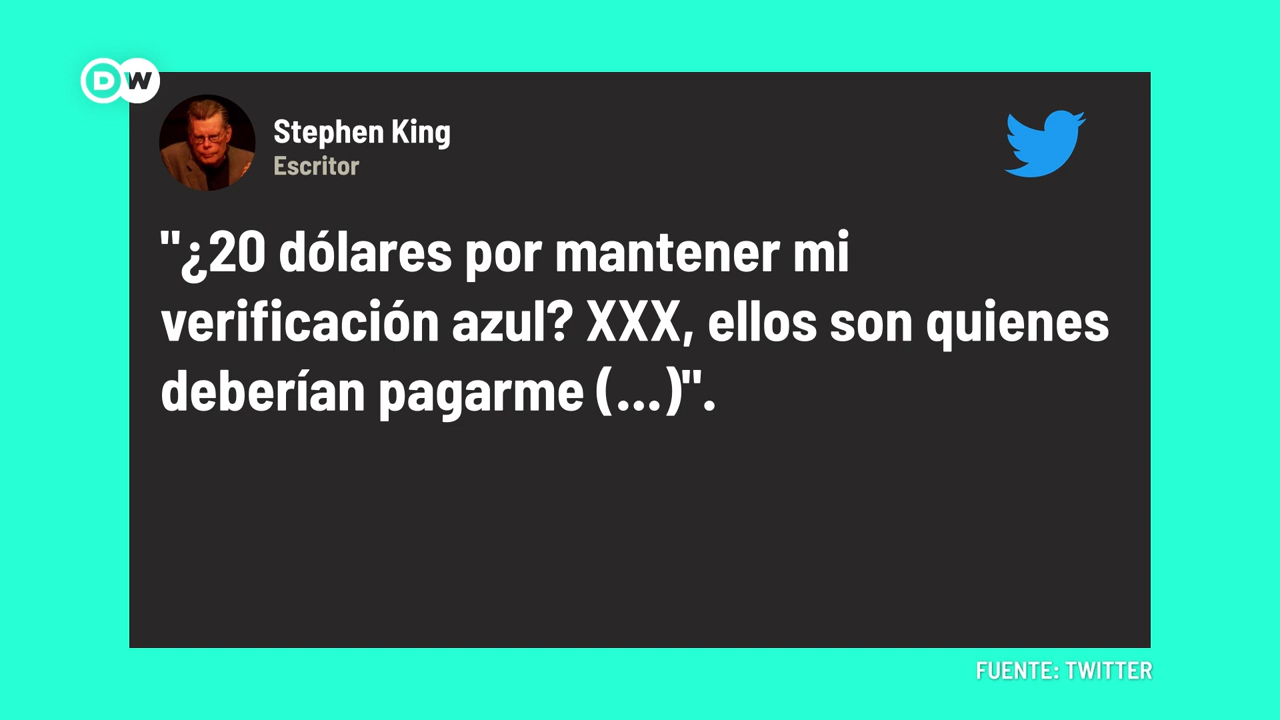 DW
Stephen King
Escritor
"¿20 dólares por mantener mi
verificación azul? XXX, ellos son quienes
deberían pagarme (...)".
FUENTE: TWITTER